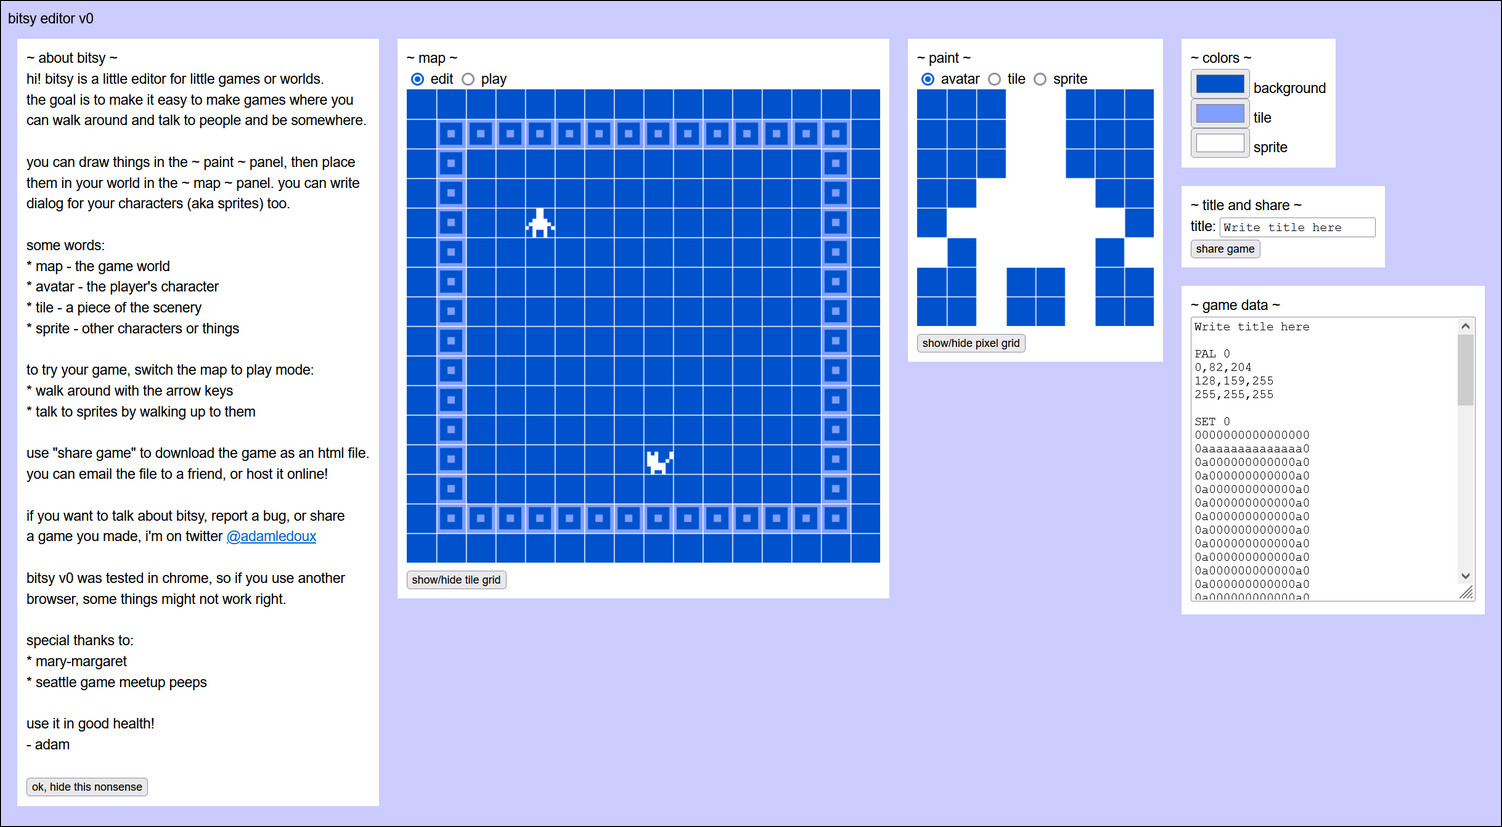 bitsy editor v0
~ about bitsy ~
hi! bitsy is a little editor for little games or worlds.
the goal is to make it easy to make games where you
can walk around and talk to people and be somewhere.
you can draw things in the ~ paint ~ panel, then place
them in your world in the ~ map ~ panel. you can write
dialog for your characters (aka sprites) too.
some words:
* map - the game world
* avatar - the player's character
* tile - a piece of the scenery
* sprite - other characters or things
to try your game, switch the map to play mode:
* walk around with the arrow keys
* talk to sprites by walking up to them
use "share game" to download the game as an html file.
you can email the file to a friend, or host it online!
if you want to talk about bitsy, report a bug, or share
a game you made, i'm on twitter @adamledoux
bitsy v0 was tested in chrome, so if you use another
browser, some things might not work right.
special thanks to:
* mary-margaret
* seattle game meetup peeps
use it in good health!
- adam
ok, hide this nonsense
~ map ~
edit play
show/hide tile grid
~ paint ~
avatar tile sprite
show/hide pixel grid
~ colors ~
background
tile
sprite
~ title and share ~
title: Write title here
share game
~ game data ~
Write title here
PAL 0
0,82,204
128,159,255
255,255,255
SET 0
0000000000000000
0aaaaaaaaaaaaaa0
0a000000000000a0
0a000000000000a0
0a000000000000a0
0a000000000000a0
0a000000000000a0
0a000000000000a0
0a000000000000a0
0a000000000000a0
0a000000000000a0
0a000000000000a0
0a000000000000a0